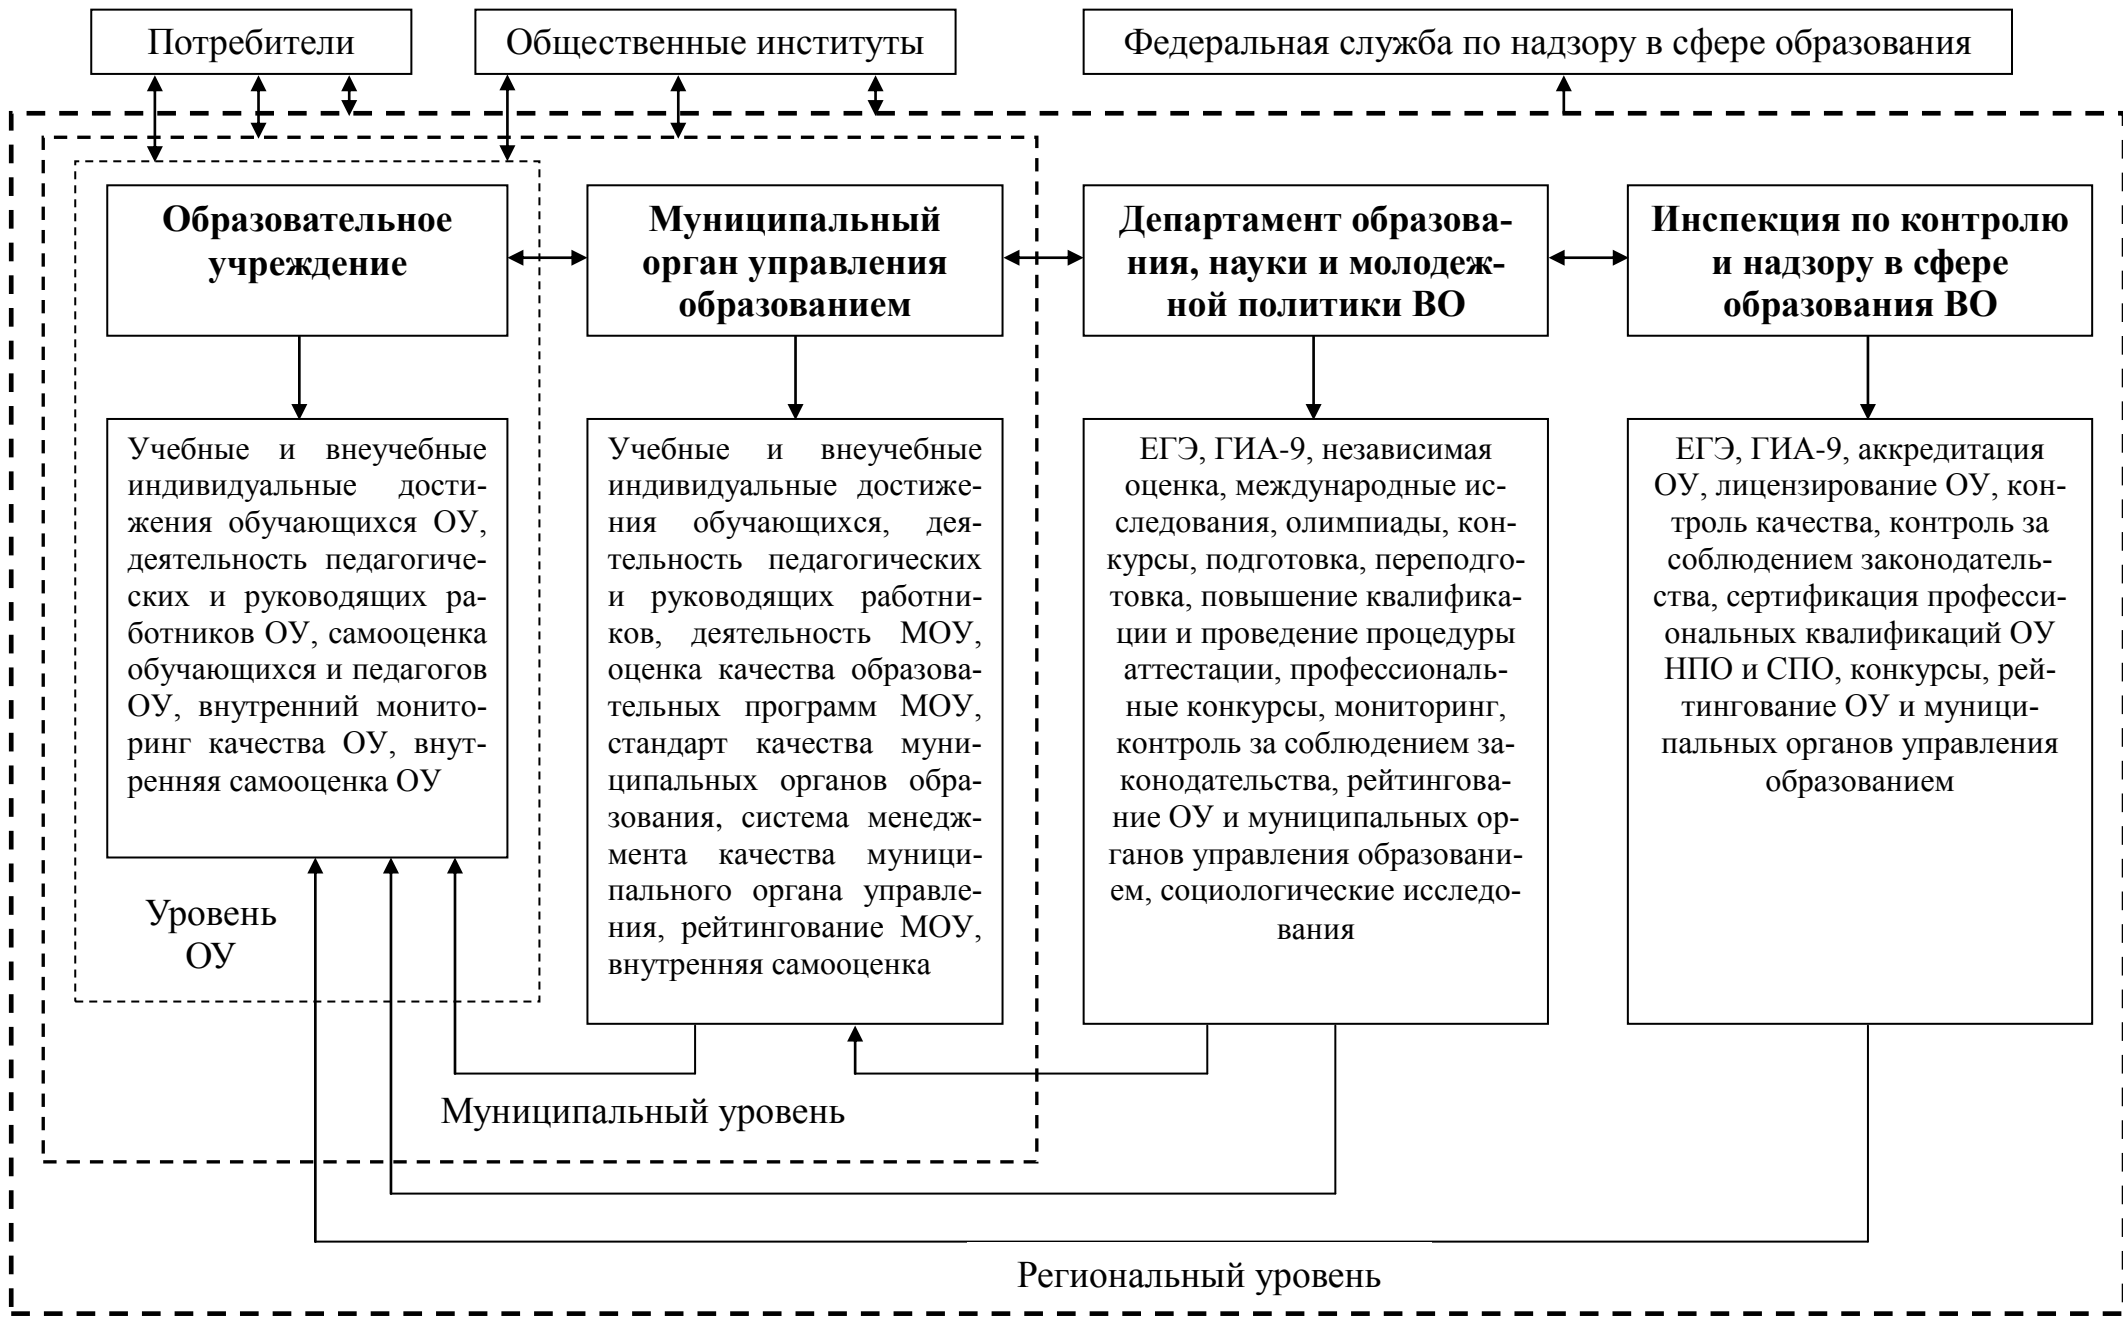 Потребители
Общественные институты
Федеральная служба по надзору в сфере образования
Образовательное
учреждение
Муниципальный
орган управления
образованием
Департамент образова-
ния, науки и молодеж-
ной политики ВО
Инспекция по контролю
и надзору в сфере
образования ВО
Учебные и внеучебные
индивидуальные дости-
жения обучающихся ОУ,
деятельность педагогиче-
ских и руководящих ра-
ботников ОУ, самооценка
обучающихся и педагогов
ОУ, внутренний монито-
ринг качества ОУ, внут-
ренняя самооценка ОУ
Учебные и внеучебные
индивидуальные достиже-
ния обучающихся, дея-
тельность педагогических
и руководящих работни-
ков, деятельность МОУ,
оценка качества образова-
тельных программ МОУ,
стандарт качества муни-
ципальных органов обра-
зования, система менедж-
мента качества муници-
пального органа управле-
ния, рейтингование МОУ,
внутренняя самооценка
ЕГЭ, ГИА-9, независимая
оценка, международные ис-
следования, олимпиады, кон-
курсы, подготовка, переподго-
товка, повышение квалифика-
ции и проведение процедуры
аттестации, профессиональ-
ные конкурсы, мониторинг,
контроль за соблюдением за-
конодательства, рейтингова-
ние ОУ и муниципальных ор-
ганов управления образовани-
ем, социологические исследо-
вания
ЕГЭ, ГИА-9, аккредитация
ОУ, лицензирование ОУ, кон-
троль качества, контроль за
соблюдением законодатель-
ства, сертификация професси-
ональных квалификаций ОУ
НПО и СПО, конкурсы, рей-
тингование ОУ и муници-
пальных органов управления
образованием
Уровень
ОУ
Муниципальный уровень
Региональный уровень